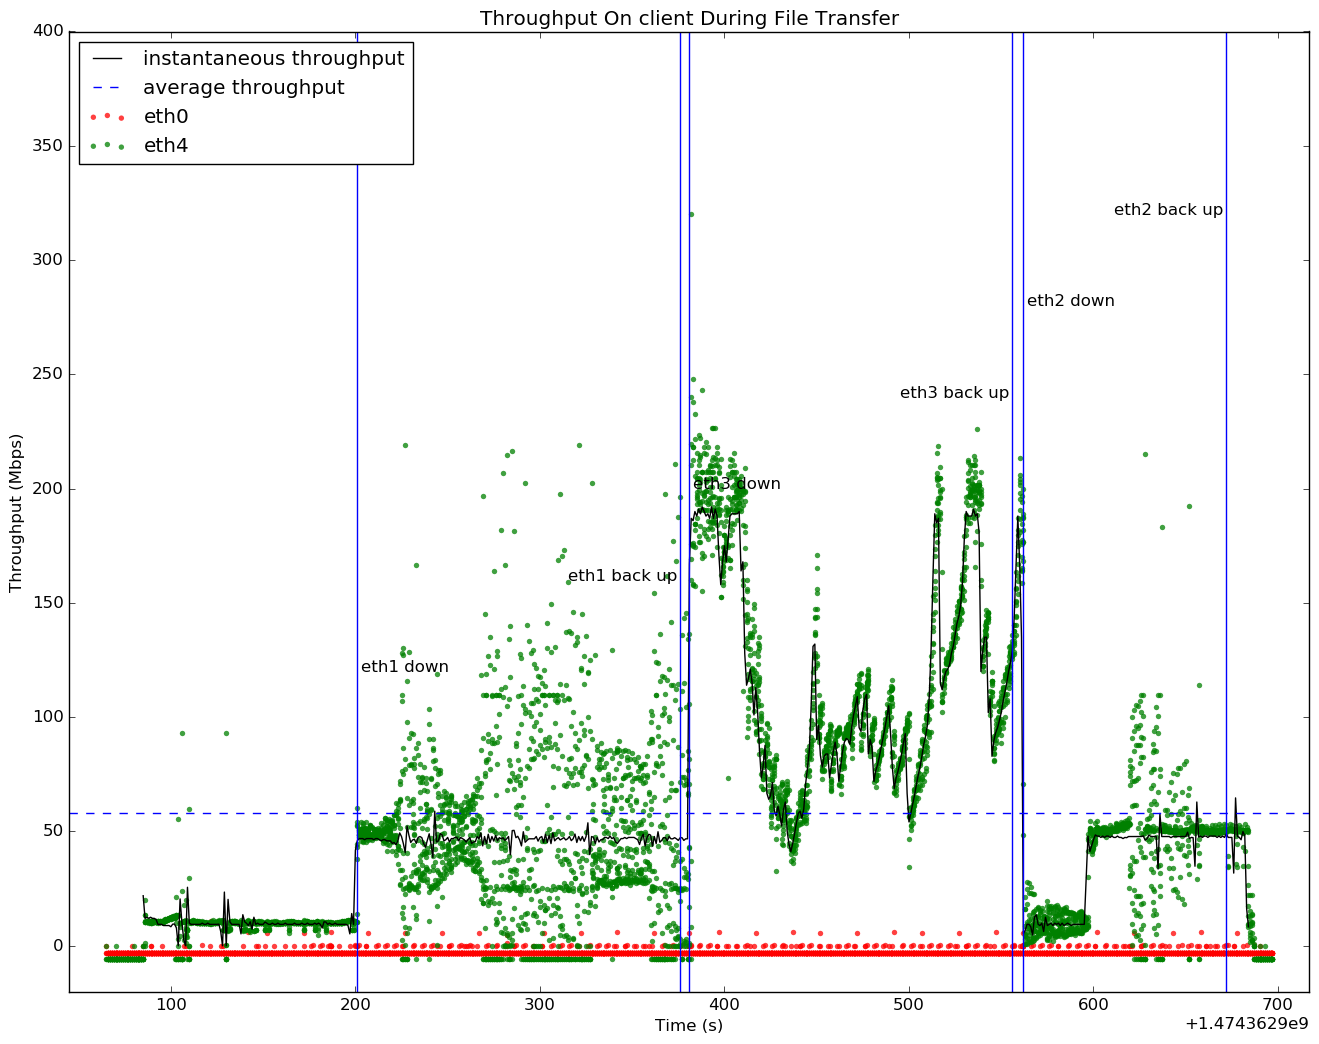 Throughput On client During File Transfer
400
350
300
250
200
150
100
50
0
Throughput (Mbps)
instantaneous throughput
average throughput
eth0
eth4
eth2 back up
eth2 down
eth3 back up
eth3 down
eth1 back up
eth1 down
100
200
300
400
500
600
700
Time (s)
+1.4743629e9